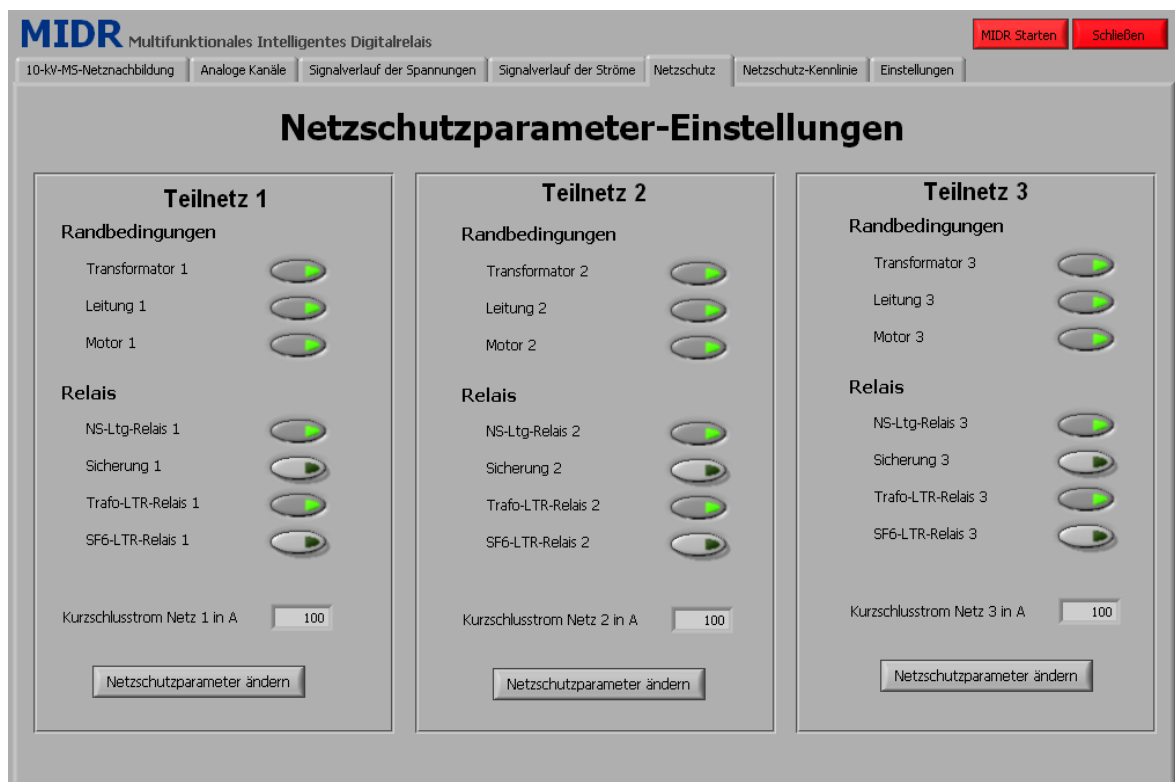 MIDR Multifunktionales Intelligentes Digitalrelais
MIDR Starten
Schließen
10-kV-MS-Netznachbildung
Analoge Kanäle
Signalverlauf der Spannungen
Signalverlauf der Ströme
Netzschutz
Netzschutz-Kennlinie
Einstellungen
Netzschutzparameter-Einstellungen
Teilnetz 1
Randbedingungen
Transformator 1
Leitung 1
Motor 1
Relais
NS-Ltg-Relais 1
Sicherung 1
Trafo-LTR-Relais 1
SF6-LTR-Relais 1
Kurzschlusstrom Netz 1 in A 100
Netzschutzparameter ändern
Teilnetz 2
Randbedingungen
Transformator 2
Leitung 2
Motor 2
Relais
NS-Ltg-Relais 2
Sicherung 2
Trafo-LTR-Relais 2
SF6-LTR-Relais 2
Kurzschlusstrom Netz 2 in A 100
Netzschutzparameter ändern
Teilnetz 3
Randbedingungen
Transformator 3
Leitung 3
Motor 3
Relais
NS-Ltg-Relais 3
Sicherung 3
Trafo-LTR-Relais 3
SF6-LTR-Relais 3
Kurzschlusstrom Netz 3 in A 100
Netzschutzparameter ändern